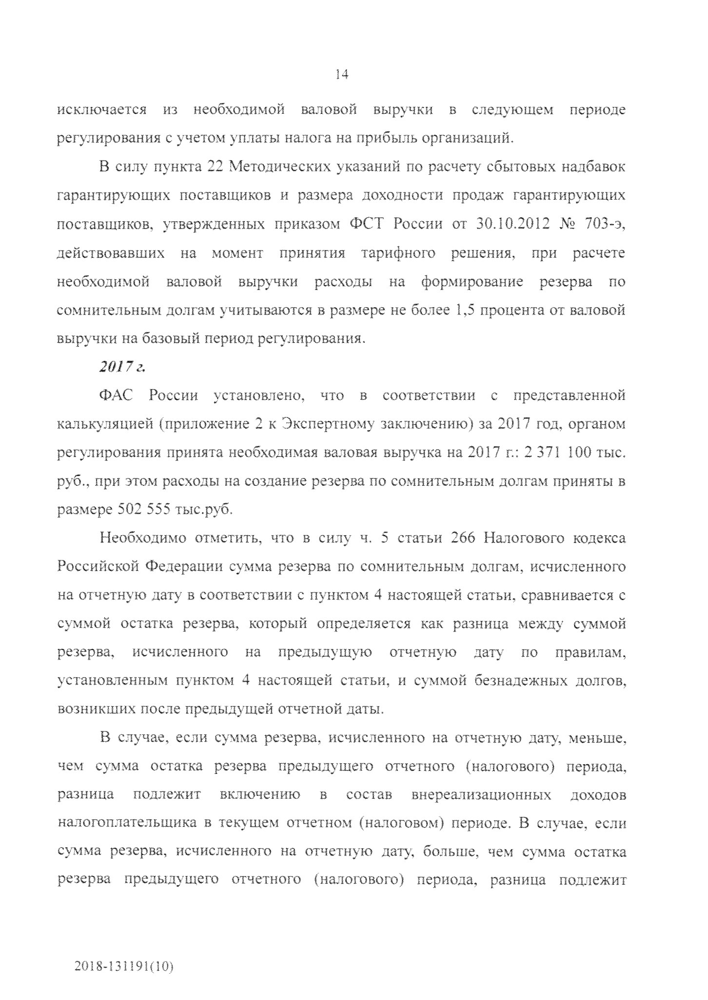 14
исключается из необходимой валовой выручки в следующем периоде
регулирования с учетом уплаты налога на прибыль организаций.
В силу пункта 22 Методических указаний по расчету сбытовых надбавок
гарантирующих поставщиков и размера доходности продаж гарантирующих
поставщиков, утвержденных приказом ФСТ России от 30.10.2012 № 703-э,
действовавших на момент принятия тарифного решения, при расчете
необходимой валовой выручки расходы на формирование резерва по
сомнительным долгам учитываются в размере не более 1,5 процента от валовой
выручки на базовый период регулирования.
2017 г.
ФАС России установлено, что в соответствии с представленной
калькуляцией (приложение 2 к Экспертному заключению) за 2017 год, органом
регулирования принята необходимая валовая выручка на 2017 г.: 2 371 100 тыс.
руб., при этом расходы на создание резерва по сомнительным долгам приняты в
размере 502 555 тыс.руб.
Необходимо отметить, что в силу ч. 5 статьи 266 Налогового кодекса
Российской Федерации сумма резерва по сомнительным долгам, исчисленного
на отчетную дату в соответствии с пунктом 4 настоящей статьи, сравнивается с
суммой остатка резерва, который определяется как разница между суммой
резерва, исчисленного на предыдущую отчетную дату по правилам,
установленным пунктом 4 настоящей статьи, и суммой безнадежных долгов,
возникших после предыдущей отчетной даты.
В случае, если сумма резерва, исчисленного на отчетную дату, меньше,
чем сумма остатка резерва предыдущего отчетного (налогового) периода,
разница подлежит включению в состав внереализационных доходов
налогоплательщика в текущем отчетном (налоговом) периоде. В случае, если
сумма резерва, исчисленного на отчетную дату, больше, чем сумма остатка
резерва предыдущего отчетного (налогового) периода, разница подлежит
2018-131191(10)